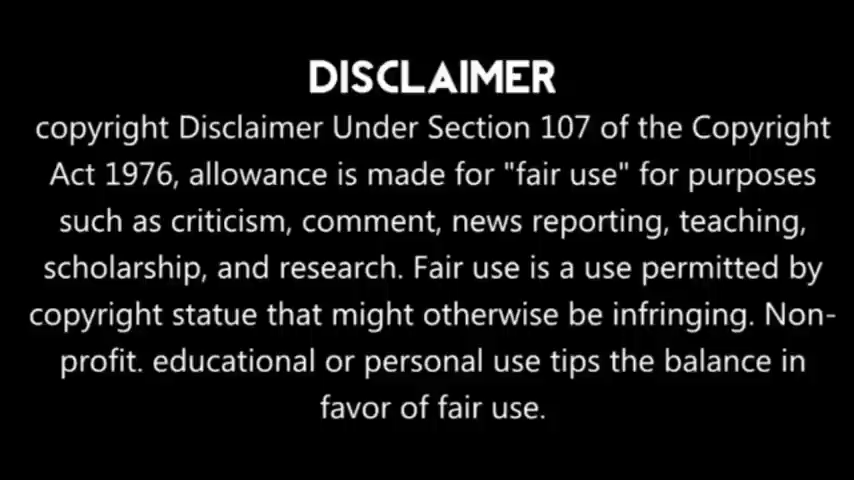 DISCLAIMER
copyright Disclaimer Under Section 107 of the Copyright
Act 1976, allowance is made for "fair use" for purposes
such as criticism, comment, news reporting, teaching,
scholarship, and research. Fair use is a use permitted by
copyright statue that might otherwise be infringing. Non-
profit. educational or personal use tips the balance in
favor of fair use.